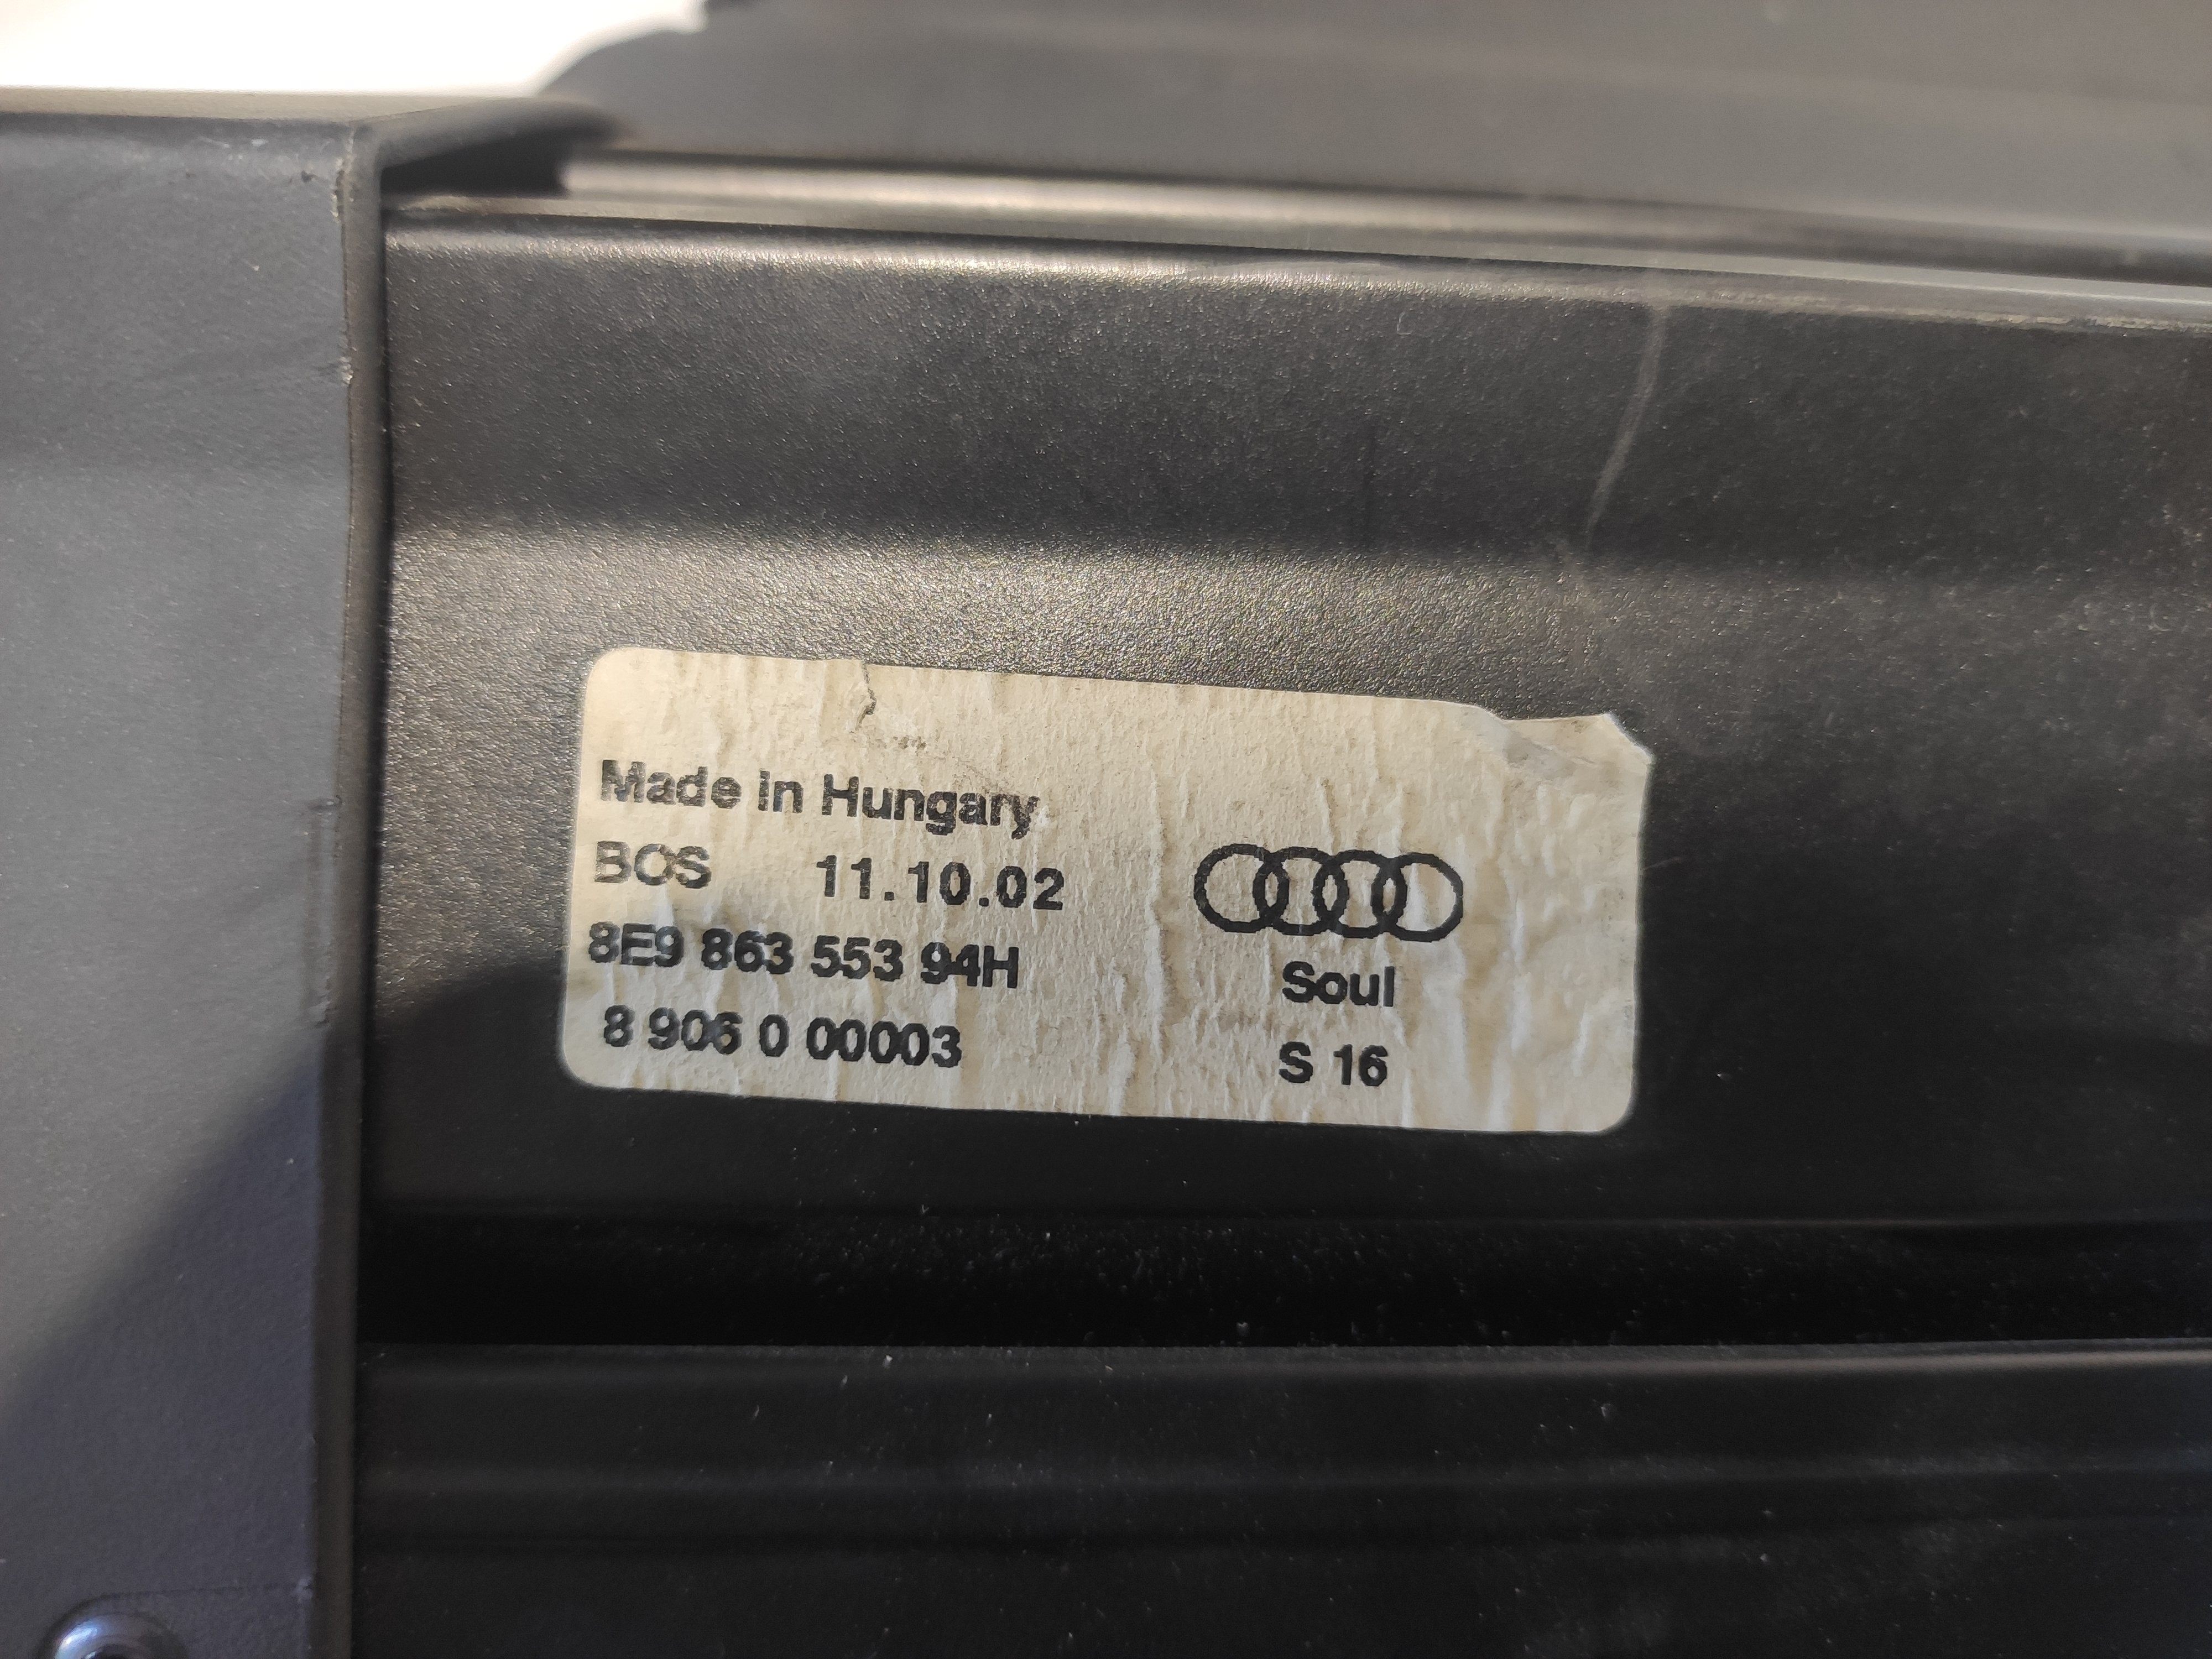 Made in Hungary
BOS 11.10.02
8E9 863 553 94H
8 906 0 00003
Soul
S 16